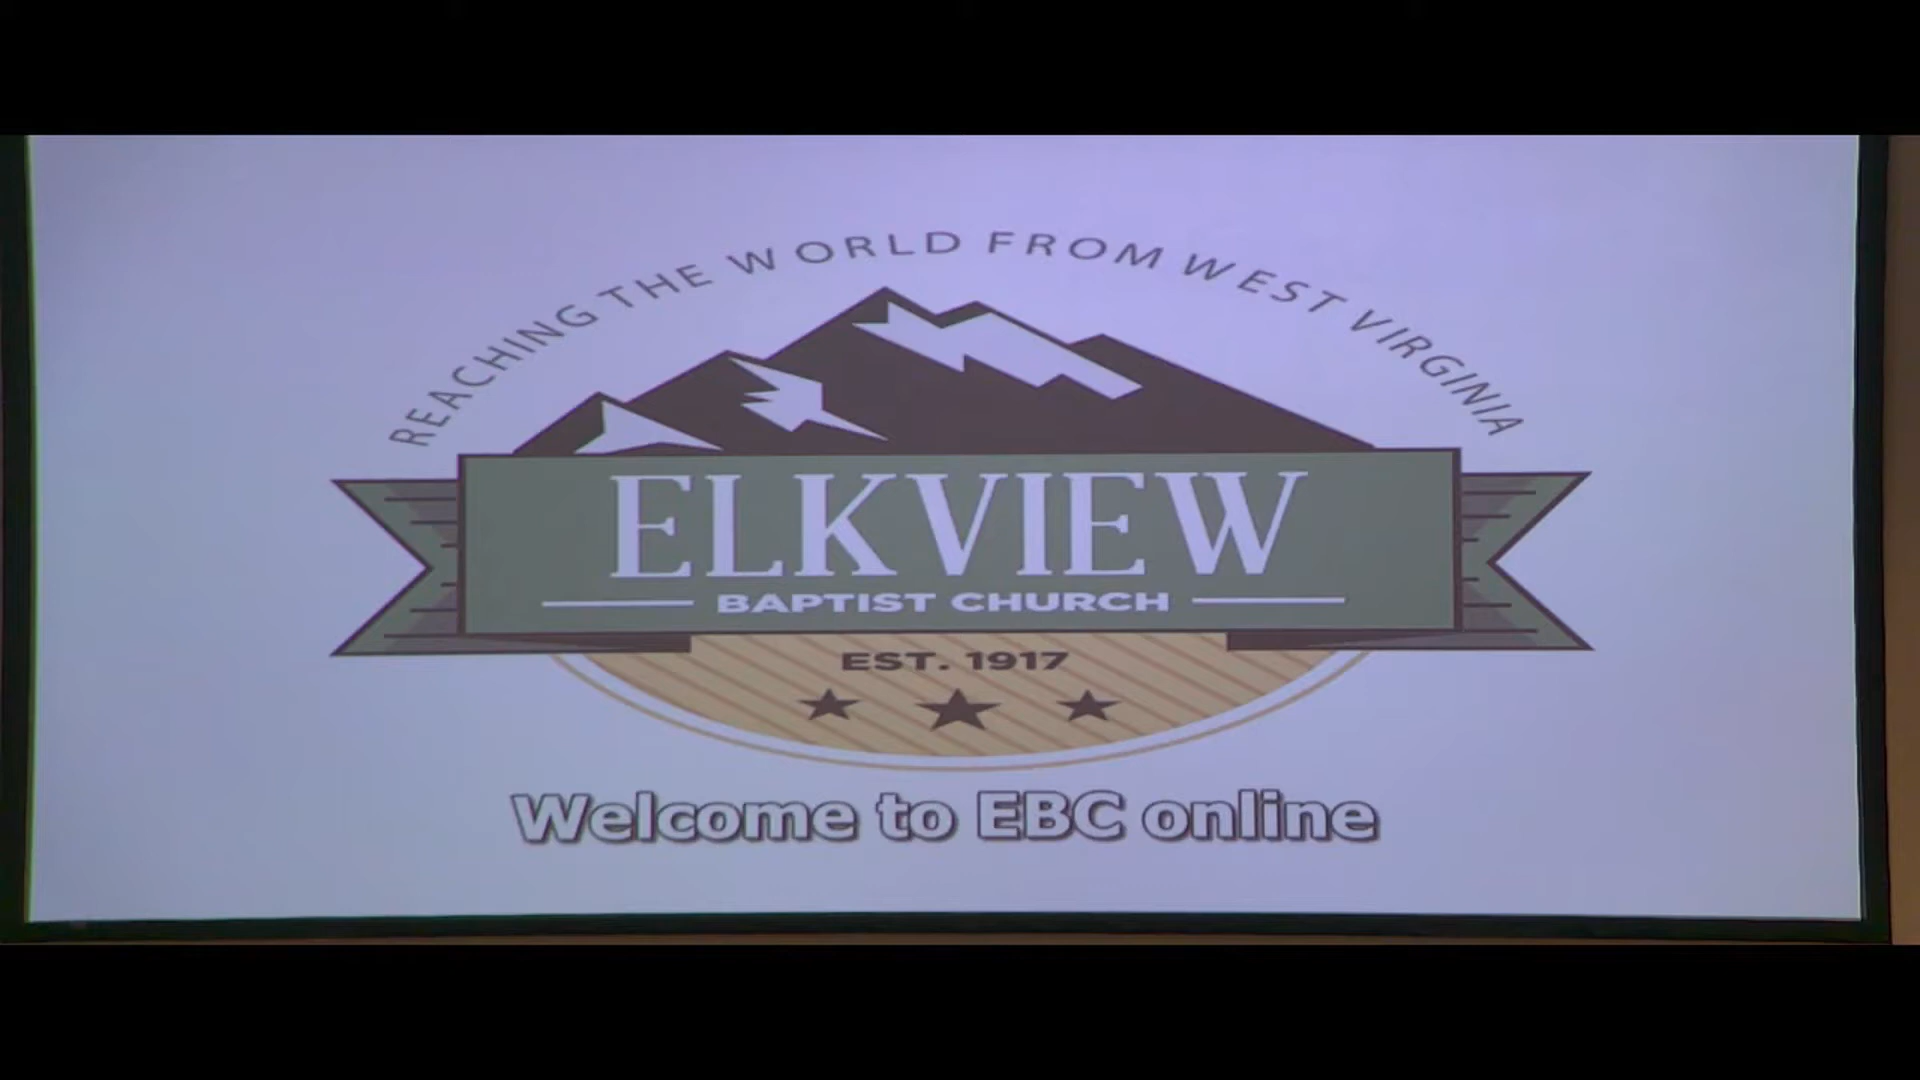 REACHING THE WORLD FROM WEST VIRGINIA
ELKVIEW
BAPTIST CHURCH
EST. 1917
Welcome to EBC online